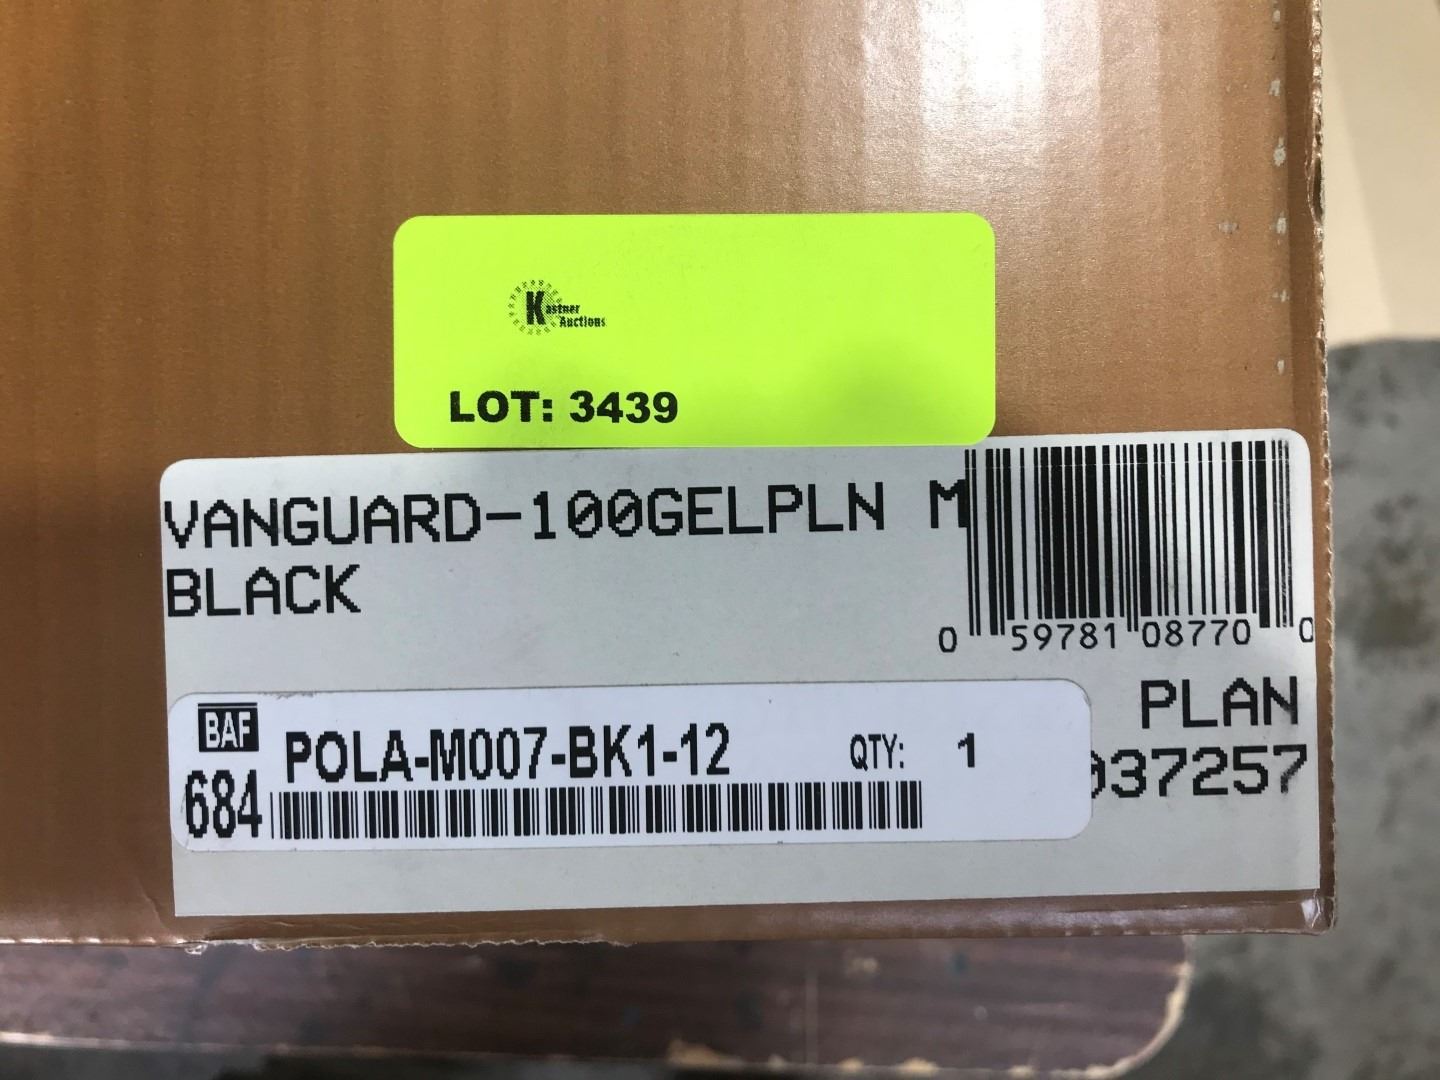 Kastner
Auctions
LOT: 3439
VANGUARD-100GELPLN M
BLACK
0 59781 08770 0
PLAN
037257
BAF
684
POLA-M007-BK1-12
QTY: 1